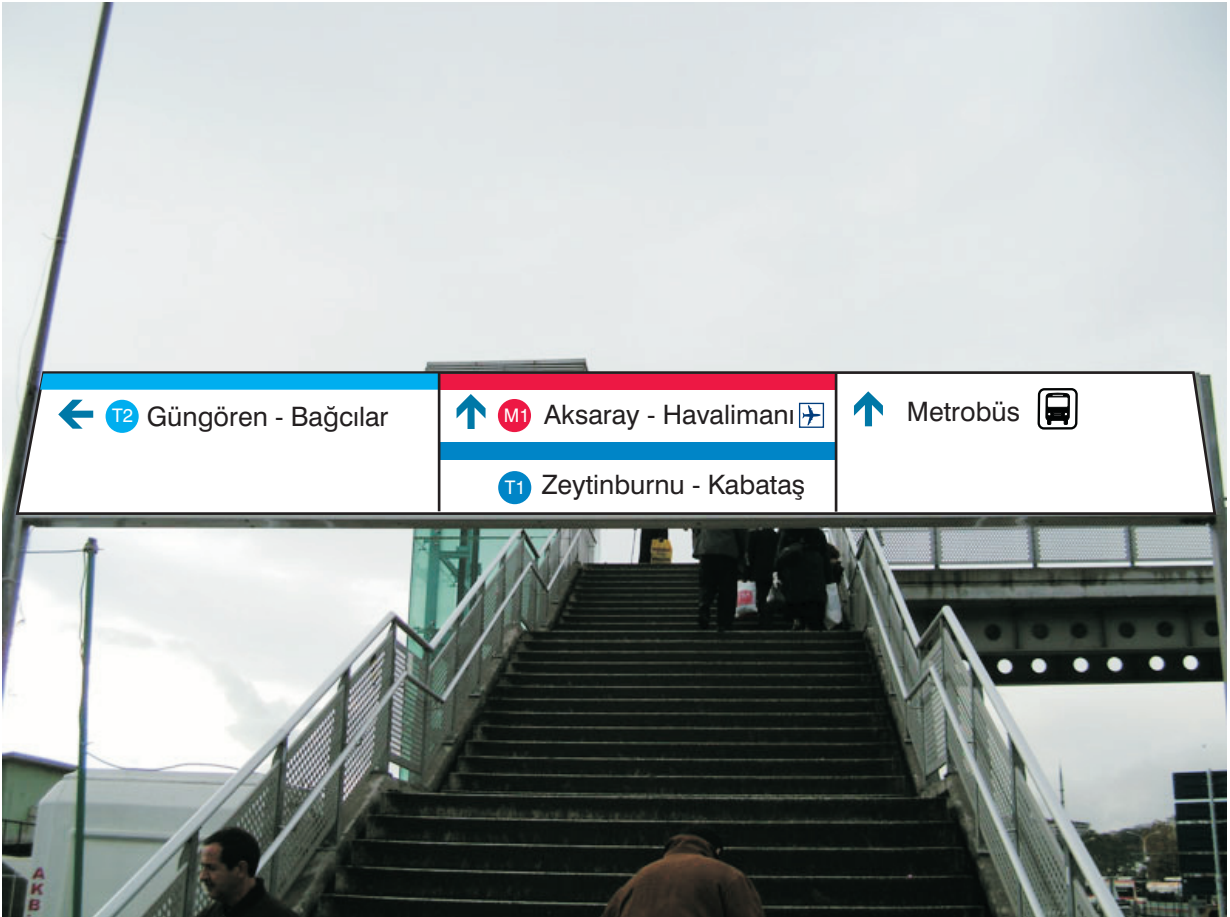 T2 Güngören - Bağcılar
M1 Aksaray - Havalimanı
T1 Zeytinburnu - Kabataş
Metrobüs
A
K
B